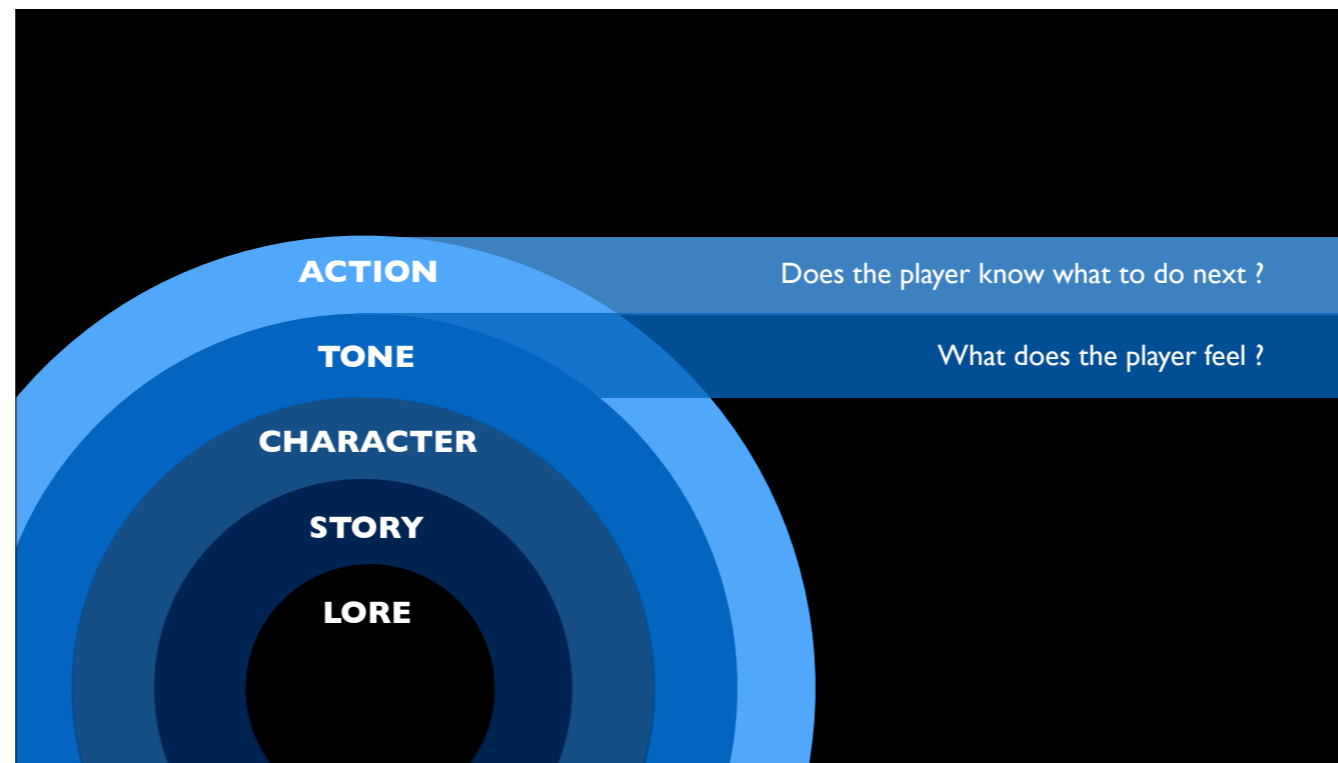 ACTION
Does the player know what to do next ?
TONE
What does the player feel ?
CHARACTER
STORY
LORE